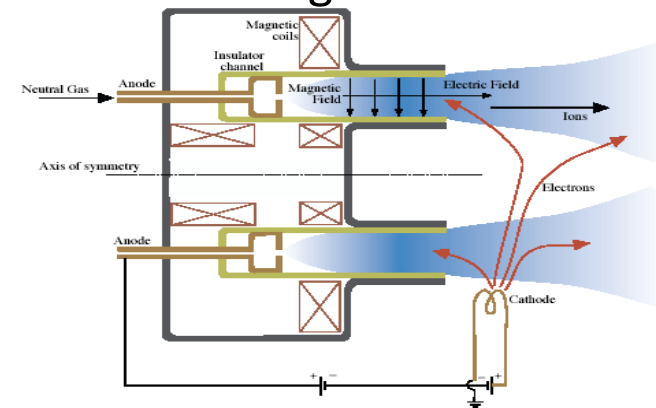 Magnetic
coils
Insulator
channel
Neutral Gas
Anode
Magnetic
Field
Electric Field
Ions
Axis of symmetry
Electrons
Anode
Cathode
+ −
− +